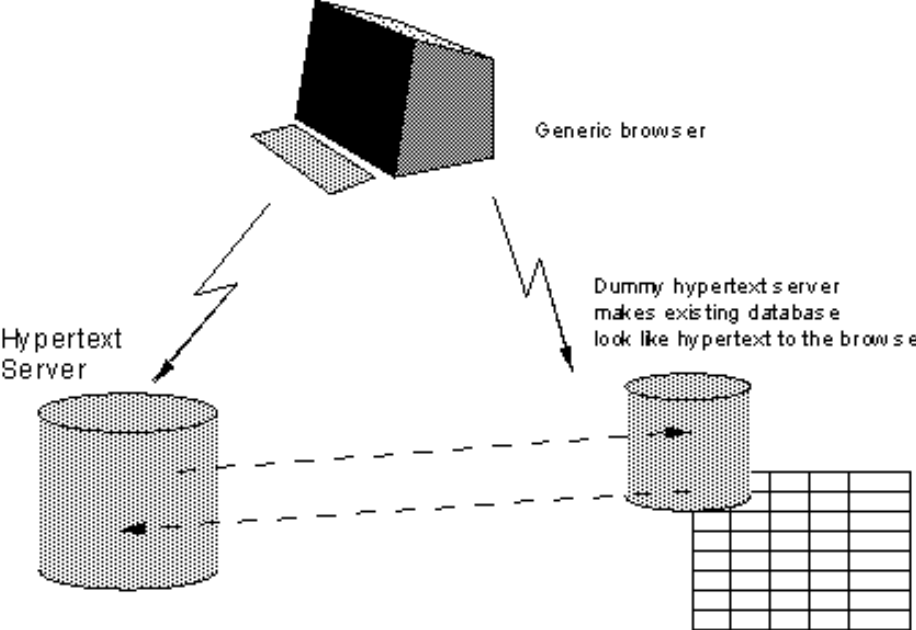 Generic browser
Dummy hypertext server
makes existing database
look like hypertext to the browse
Hypertext
Server